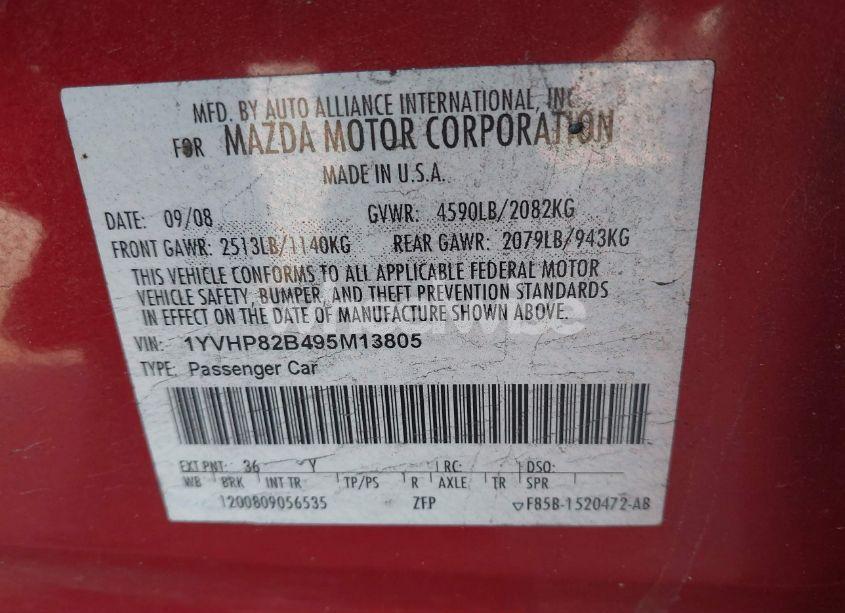 MFD. BY AUTO ALLIANCE INTERNATIONAL, INC
FOR MAZDA MOTOR CORPORATION
MADE IN U.S.A.
DATE: 09/08 GVWR: 4590LB/2082KG
FRONT GAWR: 2513LB/1140KG REAR GAWR: 2079LB/943KG
THIS VEHICLE CONFORMS TO ALL APPLICABLE FEDERAL MOTOR
VEHICLE SAFETY, BUMPER, AND THEFT PREVENTION STANDARDS
IN EFFECT ON THE DATE OF MANUFACTURE SHOWN ABOVE.
VIN: 1YVHP82B495M13805
TYPE: Passenger Car
EXT PNT: 36 Y RC: DSO:
WB BRK INT TR TP/PS R AXLE TR SPR
1200809056535 ZFP F85B-1520472-AB